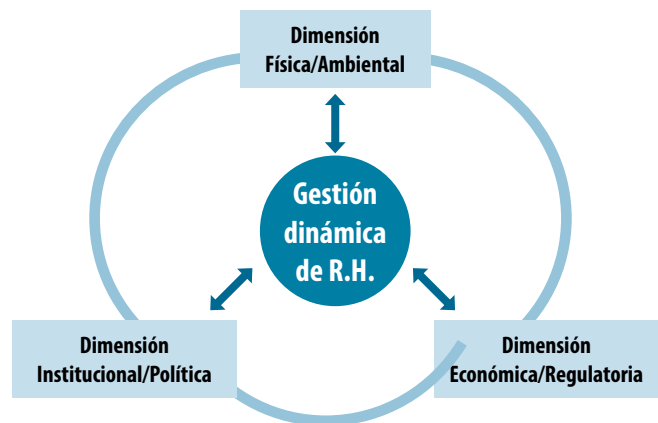 Dimensión
Física/Ambiental
Gestión
dinámica
de R.H.
Dimensión
Institucional/Política
Dimensión
Económica/Regulatoria